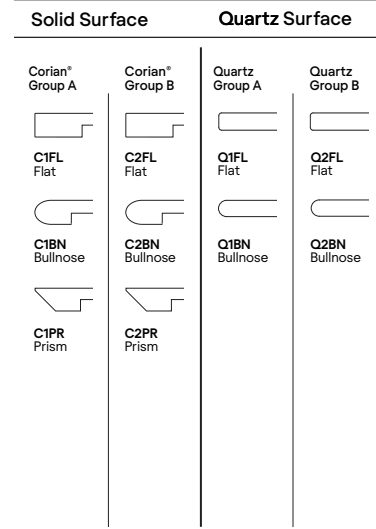 Solid Surface
Quartz Surface
Corian®
Group A
Corian®
Group B
Quartz
Group A
Quartz
Group B
C1FL
Flat
C2FL
Flat
Q1FL
Flat
Q2FL
Flat
C1BN
Bullnose
C2BN
Bullnose
Q1BN
Bullnose
Q2BN
Bullnose
C1PR
Prism
C2PR
Prism